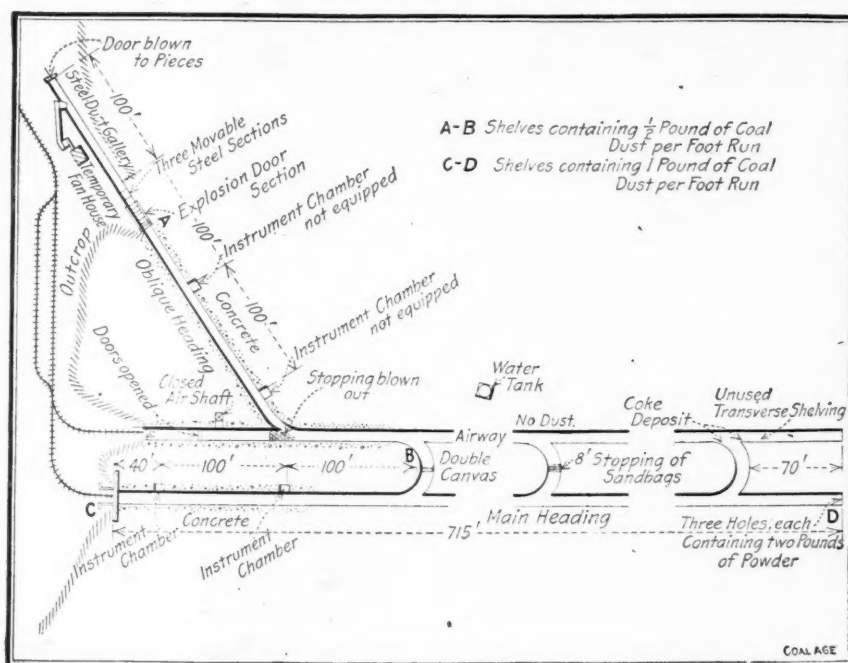 Door blown
to Pieces
Steel Dust Gallery
100'
Three Movable
Steel Sections
Explosion Door
Section
A
Temporary
Fan House
Outcrop
100'
Instrument Chamber
not equipped
Oblique Heading
Concrete
100'
Instrument Chamber
not equipped
A-B Shelves containing ½ Pound of Coal
Dust per Foot Run
C-D Shelves containing 1 Pound of Coal
Dust per Foot Run
Doors opened
Closed
Air Shaft
Stopping blown
out
Water
Tank
No Dust.
Airway
Coke
Deposit
Unused
Transverse Shelving
40'
100'
100'
B
Double
Canvas
8' Stopping of
Sandbags
70'
C
Instrument
Chamber
Concrete
Instrument
Chamber
Main Heading
715'
D
Three Holes, each
Containing two Pounds
of Powder
COAL AGE